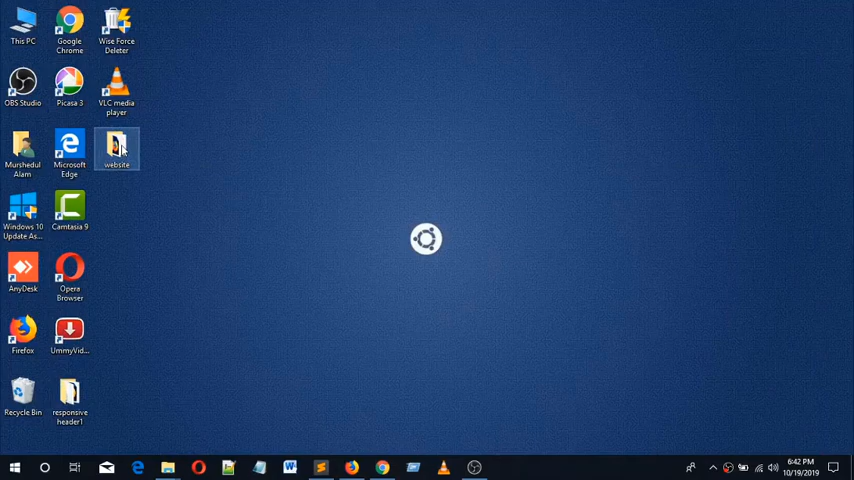 This PC
Google
Chrome
Wise Force
Deleter
OBS Studio
Picasa 3
VLC media
player
Murshedul
Alam
Microsoft
Edge
website
Windows 10
Update As...
Camtasia 9
AnyDesk
Opera
Browser
Firefox
UmmyVid...
Recycle Bin
responsive
header1
6:42 PM
10/19/2019